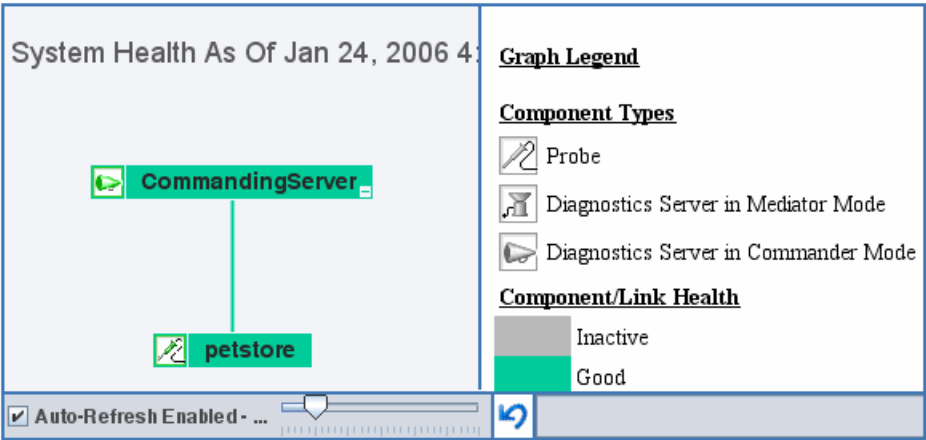 System Health As Of Jan 24, 2006 4:
CommandingServer
petstore
Auto-Refresh Enabled - ...
Graph Legend
Component Types
Probe
Diagnostics Server in Mediator Mode
Diagnostics Server in Commander Mode
Component/Link Health
Inactive
Good